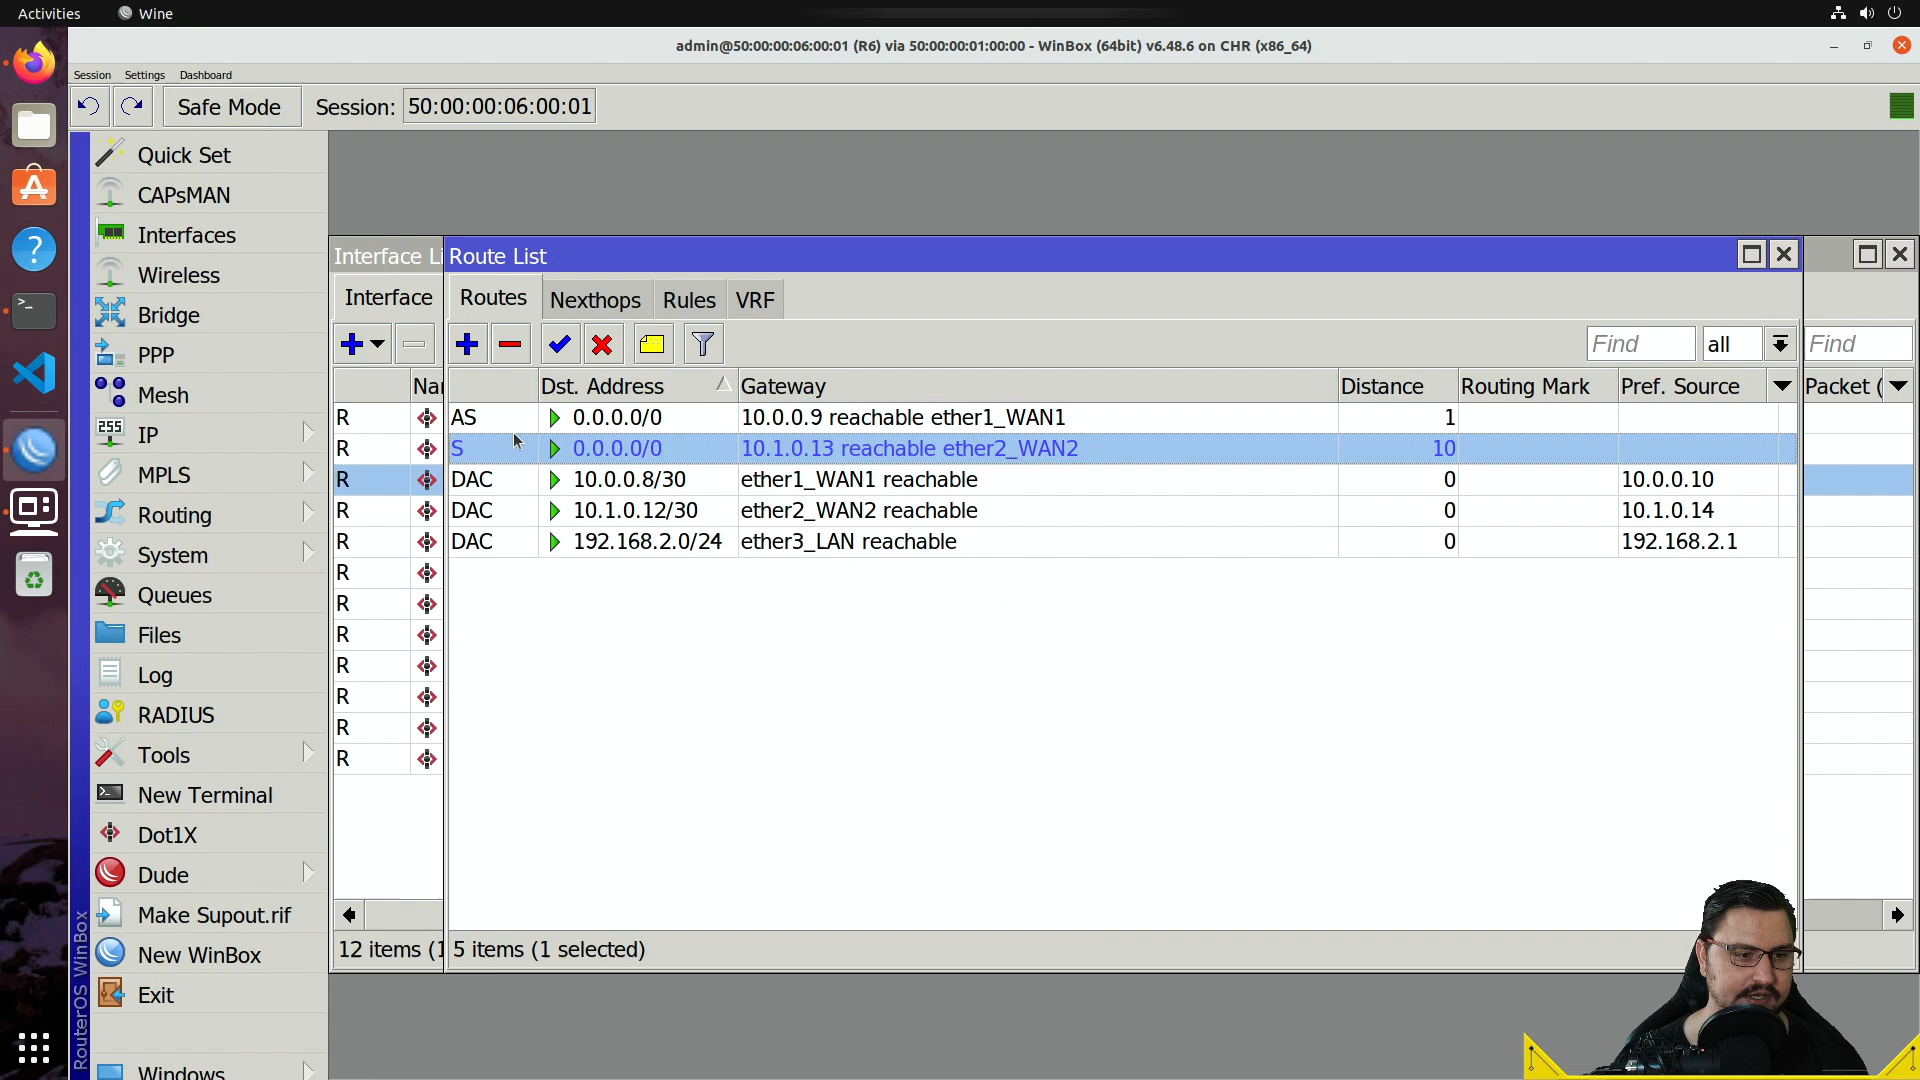 Activities Wine
admin@50:00:00:06:00:01 (R6) via 50:00:00:01:00:00 - WinBox (64bit) v6.48.6 on CHR (x86_64)
Session Settings Dashboard
Safe Mode Session: 50:00:00:06:00:01
Quick Set
CAPsMAN
Interfaces
Wireless
Bridge
PPP
Mesh
255 IP
MPLS
Routing
System
Queues
Files
Log
RADIUS
Tools
New Terminal
Dot1X
Dude
Make Supout.rif
New WinBox
Exit
Windows
RouterOS WinBox
Interface Li
Interface
Nar
R
R
R
R
R
R
R
R
R
R
R
R
12 items (1
Route List
Routes Nexthops Rules VRF
Find all
Dst. Address Gateway Distance Routing Mark Pref. Source
AS 0.0.0.0/0 10.0.0.9 reachable ether1_WAN1 1
S 0.0.0.0/0 10.1.0.13 reachable ether2_WAN2 10
DAC 10.0.0.8/30 ether1_WAN1 reachable 0 10.0.0.10
DAC 10.1.0.12/30 ether2_WAN2 reachable 0 10.1.0.14
DAC 192.168.2.0/24 ether3_LAN reachable 0 192.168.2.1
5 items (1 selected)
Find
Packet (